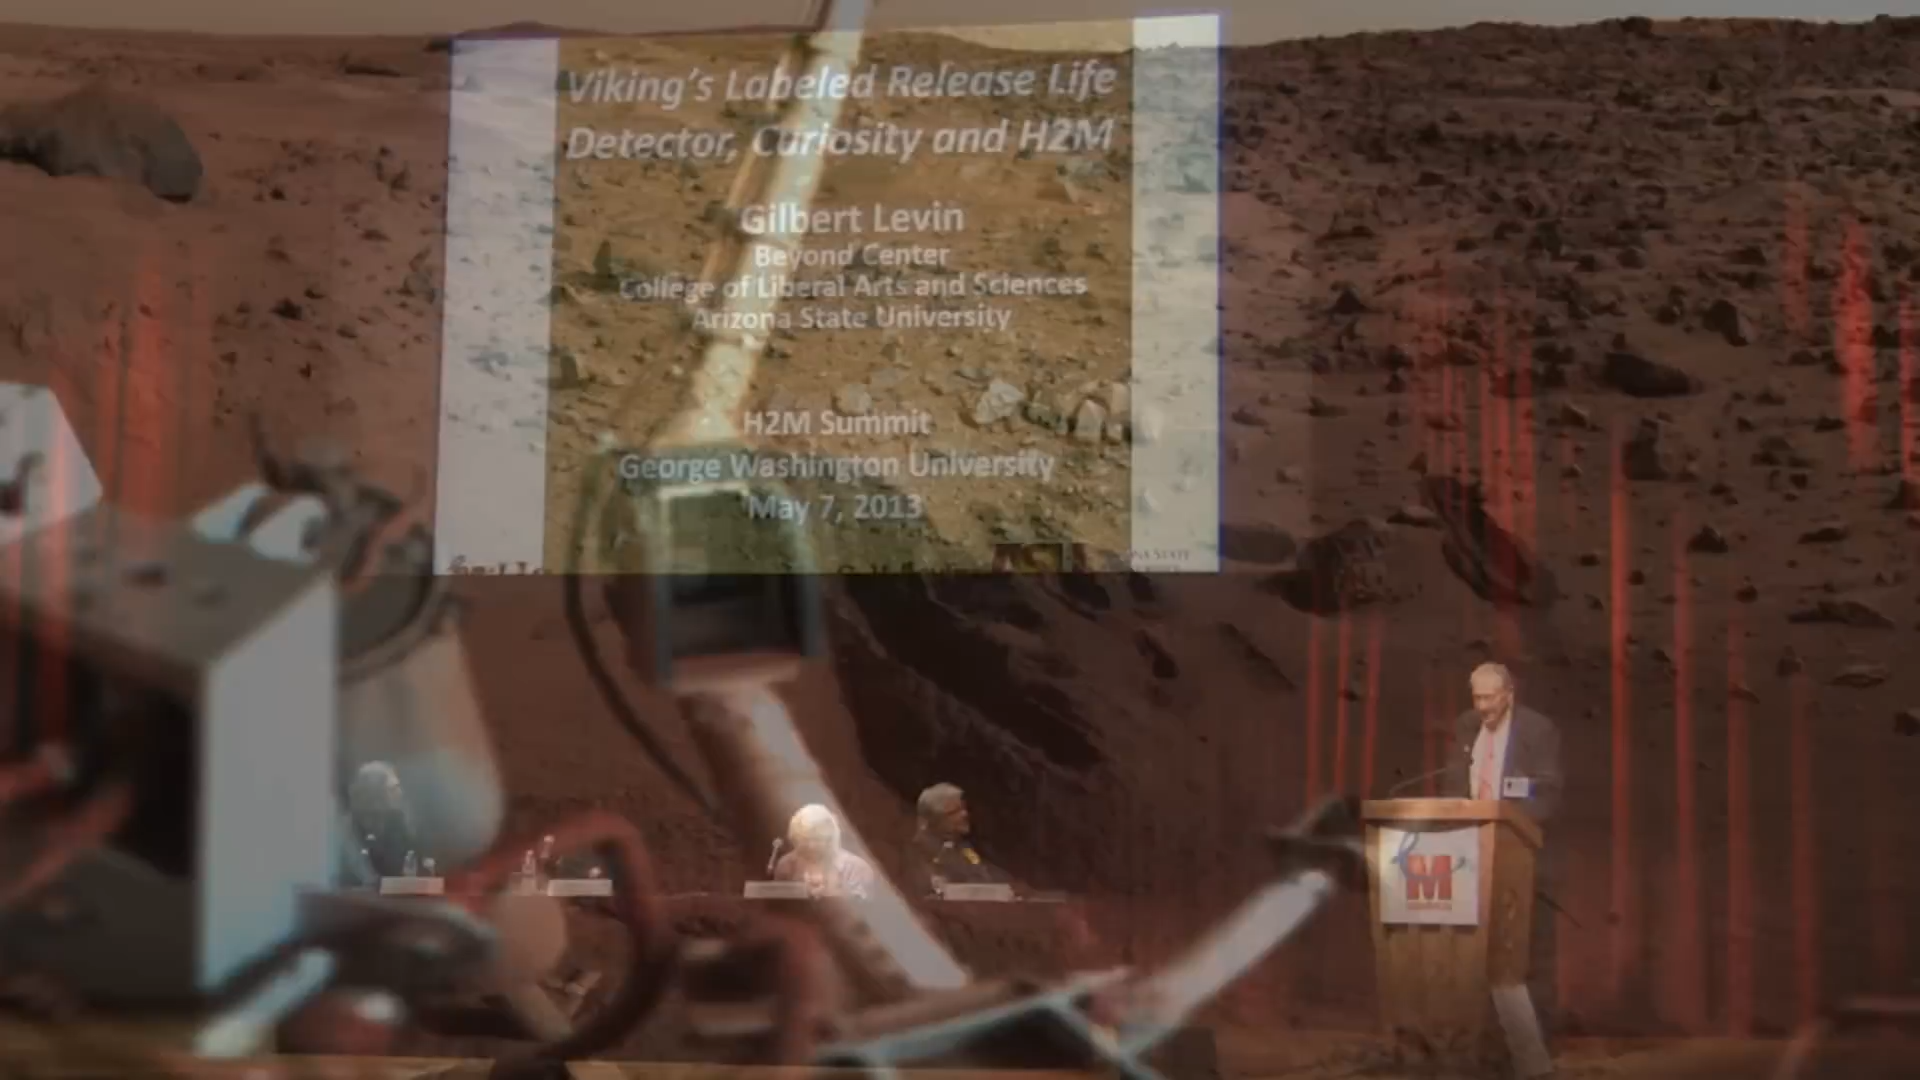 Viking's Labeled Release Life
Detector, Curiosity and H2M
Gilbert Levin
Beyond Center
College of Liberal Arts and Sciences
Arizona State University
H2M Summit
George Washington University
May 7, 2013
M